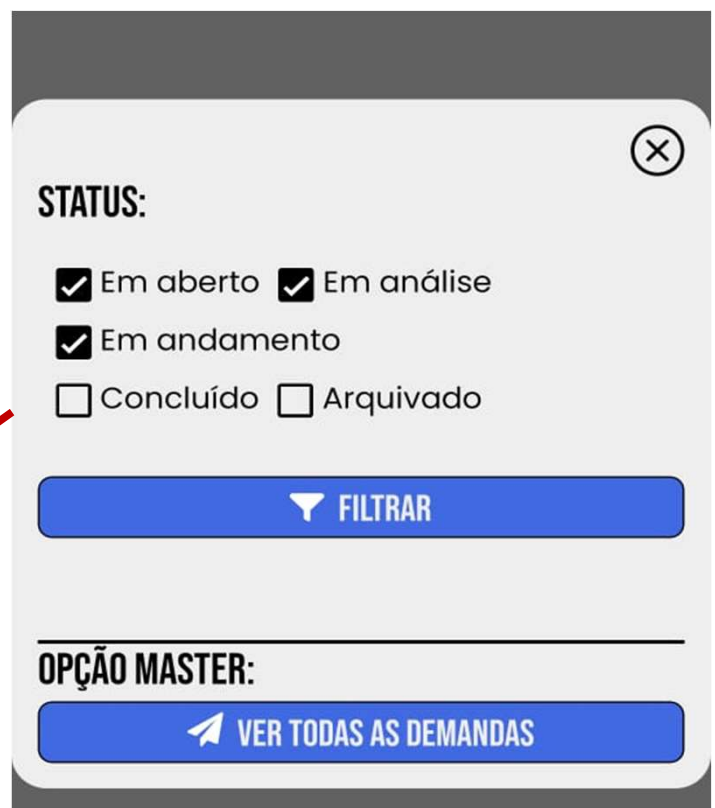 STATUS:
Em aberto Em análise
Em andamento
Concluído Arquivado
FILTRAR
OPÇÃO MASTER:
VER TODAS AS DEMANDAS